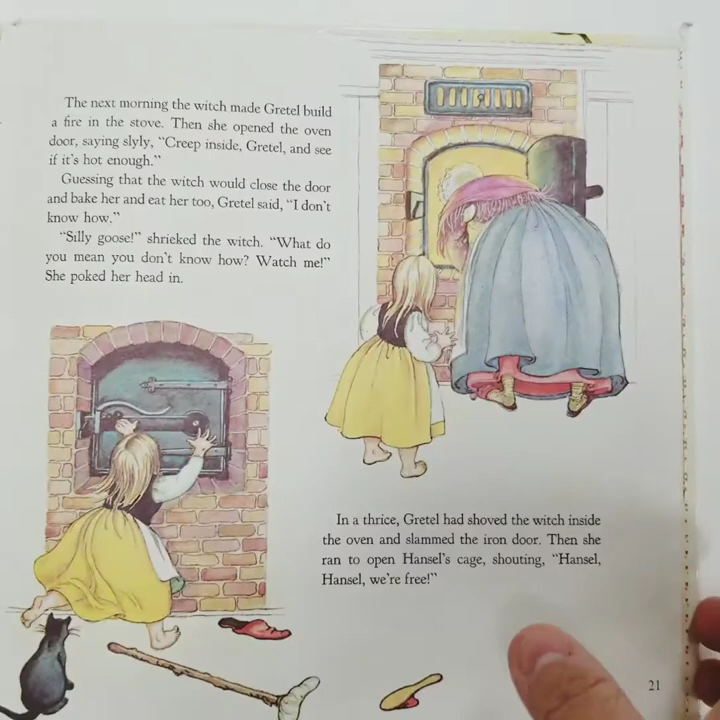 The next morning the witch made Gretel build
a fire in the stove. Then she opened the oven
door, saying slyly, “Creep inside, Gretel, and see
if it’s hot enough.”
Guessing that the witch would close the door
and bake her and eat her too, Gretel said, “I don’t
know how.”
“Silly goose!” shrieked the witch. “What do
you mean you don’t know how? Watch me!”
She poked her head in.
In a thrice, Gretel had shoved the witch inside
the oven and slammed the iron door. Then she
ran to open Hansel’s cage, shouting, “Hansel,
Hansel, we’re free!”
21